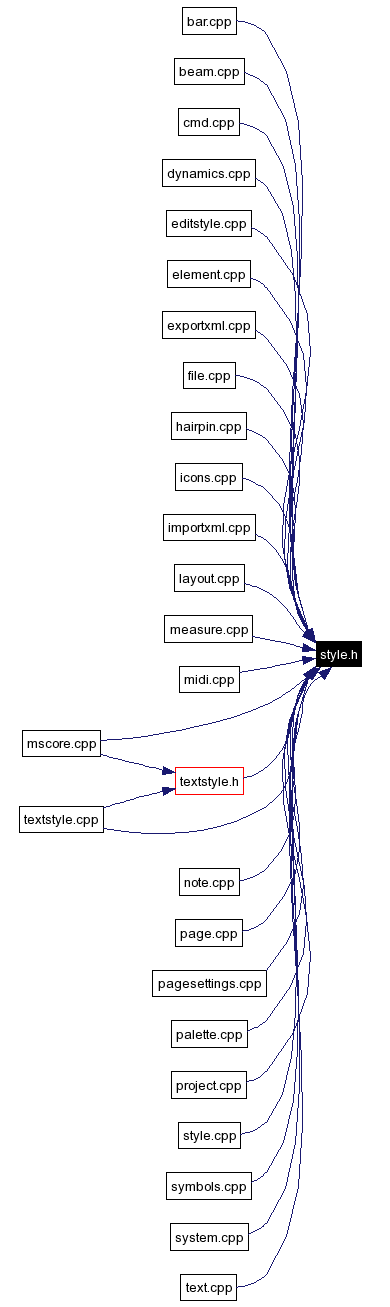 bar.cpp
beam.cpp
cmd.cpp
dynamics.cpp
editstyle.cpp
element.cpp
exportxml.cpp
file.cpp
hairpin.cpp
icons.cpp
importxml.cpp
layout.cpp
measure.cpp
style.h
midi.cpp
mscore.cpp
textstyle.h
textstyle.cpp
note.cpp
page.cpp
pagesettings.cpp
palette.cpp
project.cpp
style.cpp
symbols.cpp
system.cpp
text.cpp